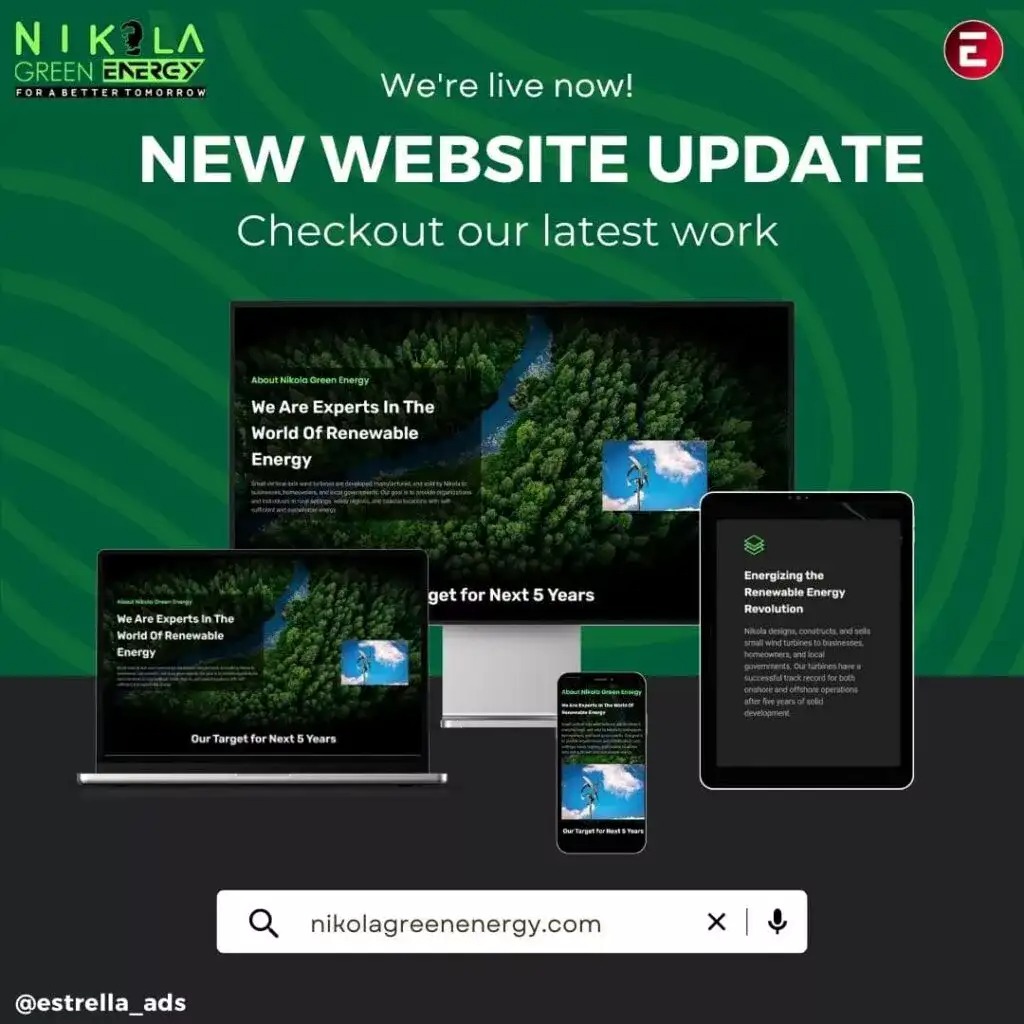 NIKOLA
GREEN ENERGY
FOR A BETTER TOMORROW
E
We're live now!
NEW WEBSITE UPDATE
Checkout our latest work
About Nikola Green Energy
We Are Experts In The
World Of Renewable
Energy
Small vertical axis wind turbines are developed, manufactured, and sold by Nikola to
businesses, homeowners, and local governments. Our goal is to provide organizations
and individuals in rural settings, windy regions, and coastal locations with self-
sufficient and sustainable energy.
get for Next 5 Years
About Nikola Green Energy
We Are Experts In The
World Of Renewable
Energy
Our Target for Next 5 Years
About Nikola Green Energy
We Are Experts In The World Of
Renewable Energy
Our Target for Next 5 Years
Energizing the
Renewable Energy
Revolution
Nikola designs, constructs, and sells
small wind turbines to businesses,
homeowners, and local
governments. Our turbines have a
successful track record for both
onshore and offshore operations
after five years of solid
development.
nikolagreenenergy.com
@estrella_ads